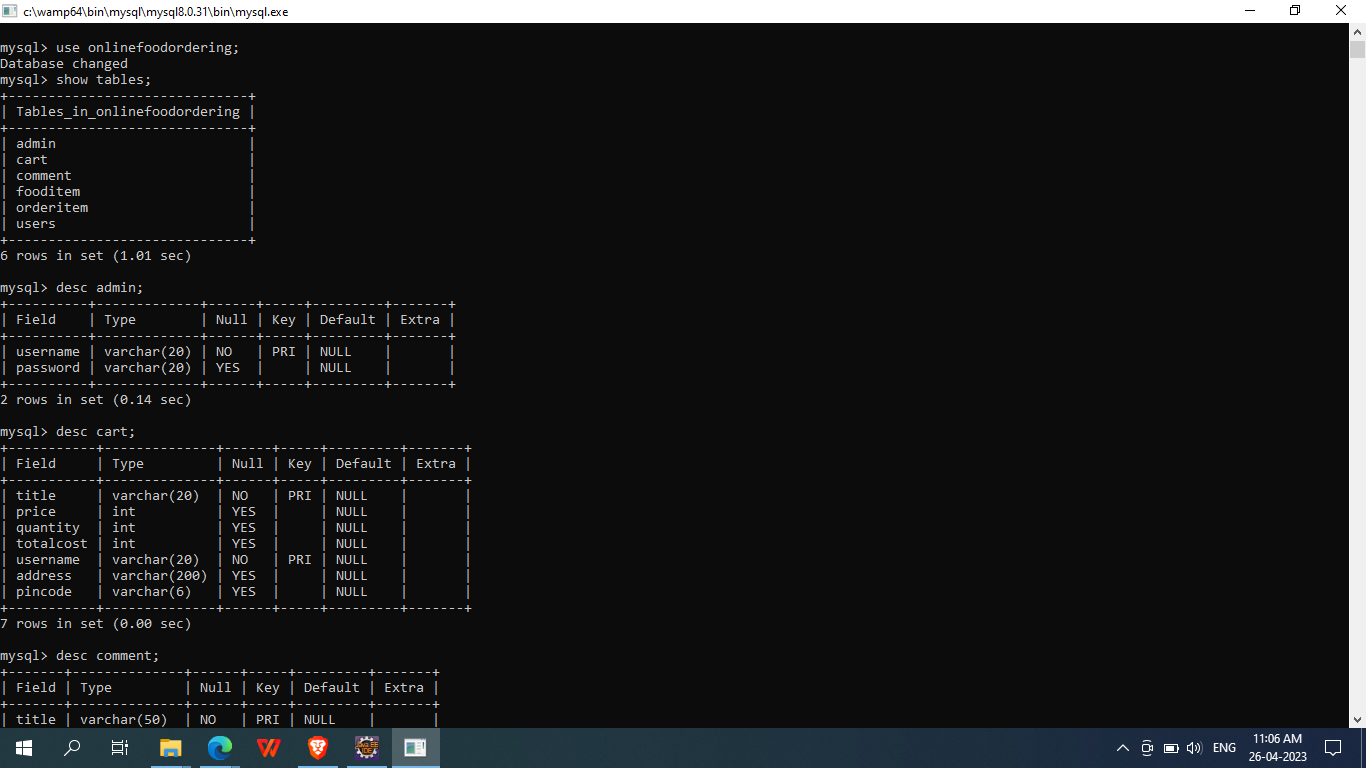 c:\wamp64\bin\mysql\mysql8.0.31\bin\mysql.exe
mysql> use onlinefoodordering;
Database changed
mysql> show tables;
+------------------------------+
| Tables_in_onlinefoodordering |
+------------------------------+
| admin                        |
| cart                         |
| comment                      |
| fooditem                     |
| orderitem                    |
| users                        |
+------------------------------+
6 rows in set (1.01 sec)
mysql> desc admin;
+----------+-------------+------+-----+---------+-------+
| Field    | Type        | Null | Key | Default | Extra |
+----------+-------------+------+-----+---------+-------+
| username | varchar(20) | NO   | PRI | NULL    |       |
| password | varchar(20) | YES  |     | NULL    |       |
+----------+-------------+------+-----+---------+-------+
2 rows in set (0.14 sec)
mysql> desc cart;
+-----------+--------------+------+-----+---------+-------+
| Field     | Type         | Null | Key | Default | Extra |
+-----------+--------------+------+-----+---------+-------+
| title     | varchar(20)  | NO   | PRI | NULL    |       |
| price     | int          | YES  |     | NULL    |       |
| quantity  | int          | YES  |     | NULL    |       |
| totalcost | int          | YES  |     | NULL    |       |
| username  | varchar(20)  | NO   | PRI | NULL    |       |
| address   | varchar(200) | YES  |     | NULL    |       |
| pincode   | varchar(6)   | YES  |     | NULL    |       |
+-----------+--------------+------+-----+---------+-------+
7 rows in set (0.00 sec)
mysql> desc comment;
+-------+--------------+------+-----+---------+-------+
| Field | Type         | Null | Key | Default | Extra |
+-------+--------------+------+-----+---------+-------+
| title | varchar(50)  | NO   | PRI | NULL    |       |
ENG
11:06 AM
26-04-2023